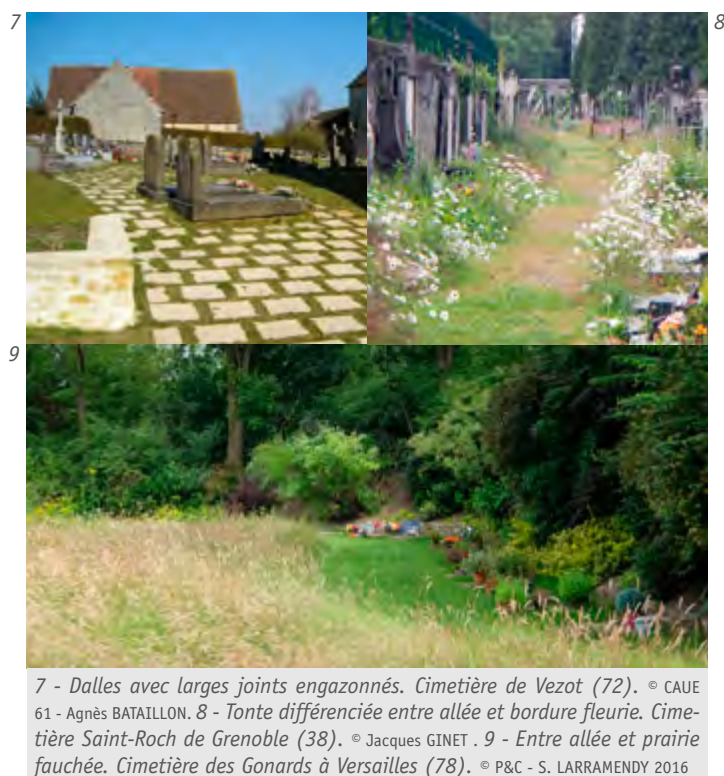 7
8
9
7 - Dalles avec larges joints engazonnés. Cimetière de Vezot (72). © CAUE
61 - Agnès BATAILLON. 8 - Tonte différenciée entre allée et bordure fleurie. Cime-
tière Saint-Roch de Grenoble (38). © Jacques GINET . 9 - Entre allée et prairie
fauchée. Cimetière des Gonards à Versailles (78). © P&C - S. LARRAMENDY 2016